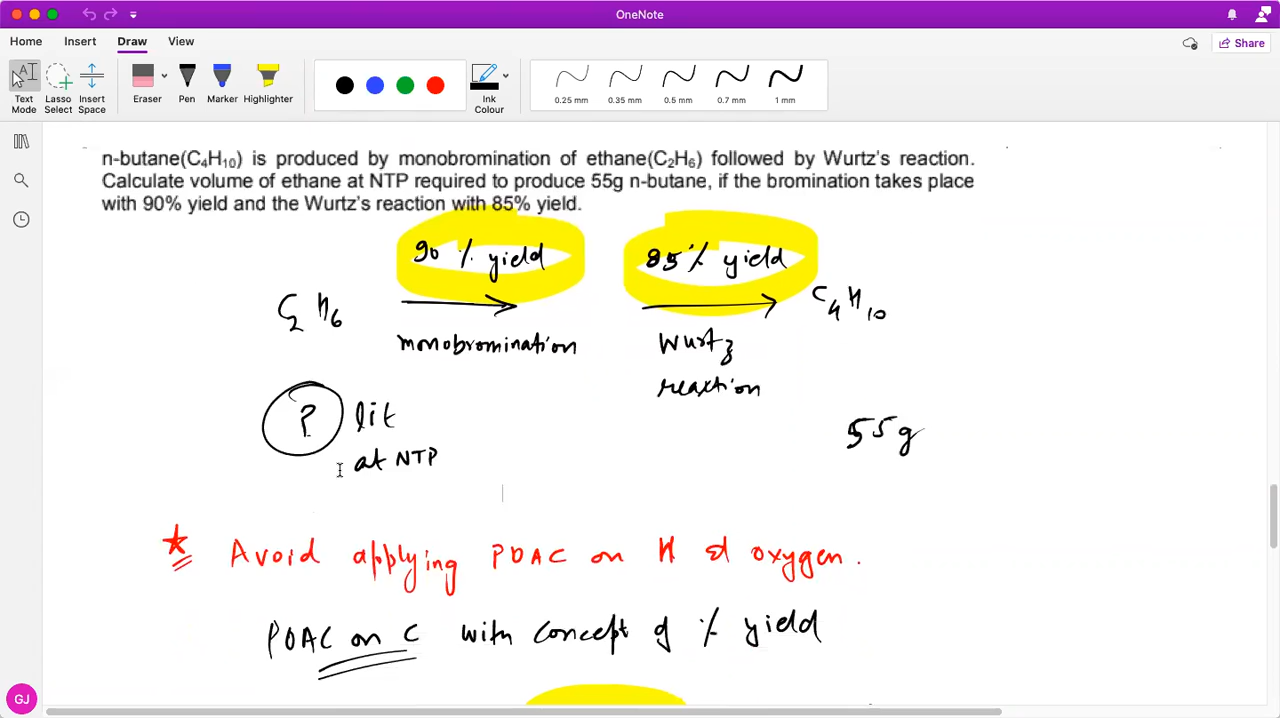 OneNote
Home Insert Draw View
Share
Text Mode
Lasso Select
Insert Space
Eraser
Pen
Marker
Highlighter
Ink Colour
0.25 mm 0.35 mm 0.5 mm 0.7 mm 1 mm
n-butane(C₄H₁₀) is produced by monobromination of ethane(C₂H₆) followed by Wurtz's reaction.
Calculate volume of ethane at NTP required to produce 55g n-butane, if the bromination takes place
with 90% yield and the Wurtz's reaction with 85% yield.
90 % yield 85 % yield
C₂H₆ → → C₄H₁₀
monobromination Wurtz
reaction
? lit 55g
at NTP
* Avoid applying POAC on H & oxygen.
POAC on C with concept of % yield
GJ